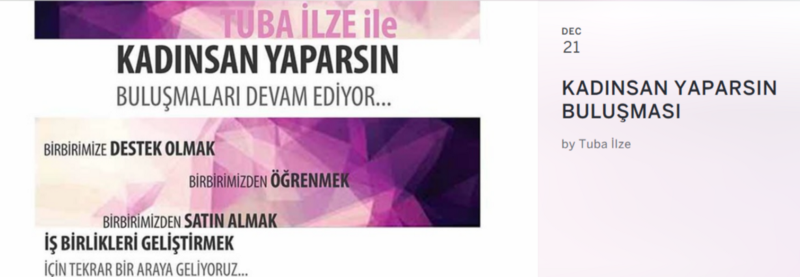 TUBA İLZE ile
KADINSAN YAPARSIN
BULUŞMALARI DEVAM EDİYOR...
BİRBİRİMİZE DESTEK OLMAK
BİRBİRİMİZDEN ÖĞRENMEK
BİRBİRİMİZDEN SATIN ALMAK
İŞ BİRLİKLERİ GELİŞTİRMEK
İÇİN TEKRAR BİR ARAYA GELİYORUZ...
DEC
21
KADINSAN YAPARSIN
BULUŞMASI
by Tuba İlze